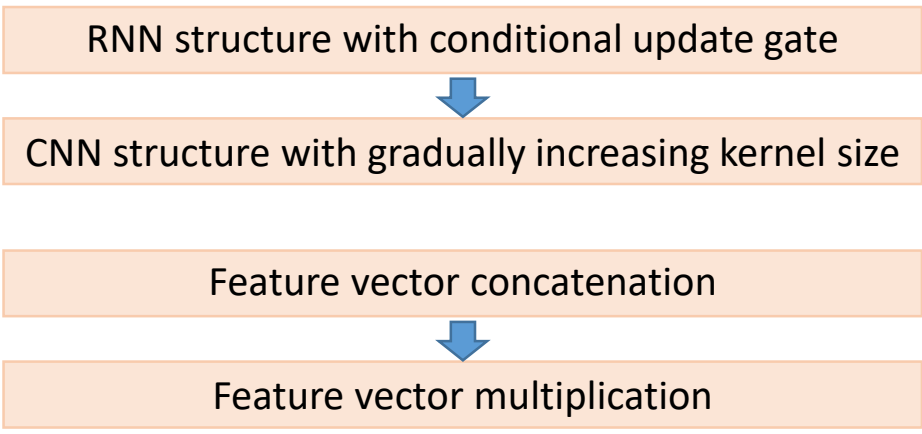 RNN structure with conditional update gate
CNN structure with gradually increasing kernel size
Feature vector concatenation
Feature vector multiplication